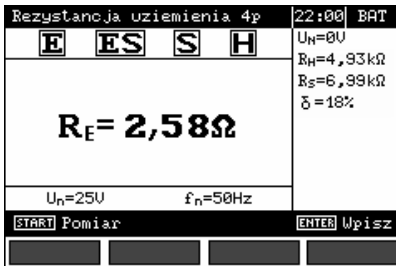 Rezystancja uziemienia 4p 22:00 BAT
E ES S H
UN=0V
RH=4,93kΩ
RS=6,99kΩ
δ=18%
RE= 2,58Ω
Un=25V fn=50Hz
START Pomiar ENTER Wpisz